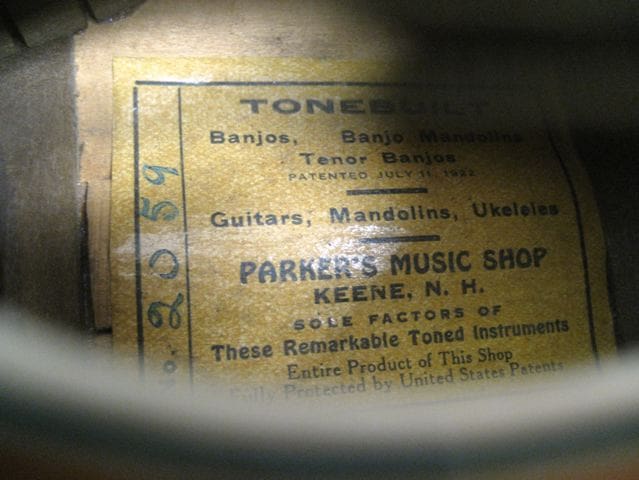 TONEBUILT
Banjos, Banjo Mandolins
Tenor Banjos
PATENTED JULY 11, 1922
Guitars, Mandolins, Ukeleles
PARKER'S MUSIC SHOP
KEENE, N. H.
SOLE FACTORS OF
These Remarkable Toned Instruments
Entire Product of This Shop
Fully Protected by United States Patents
No. 2059